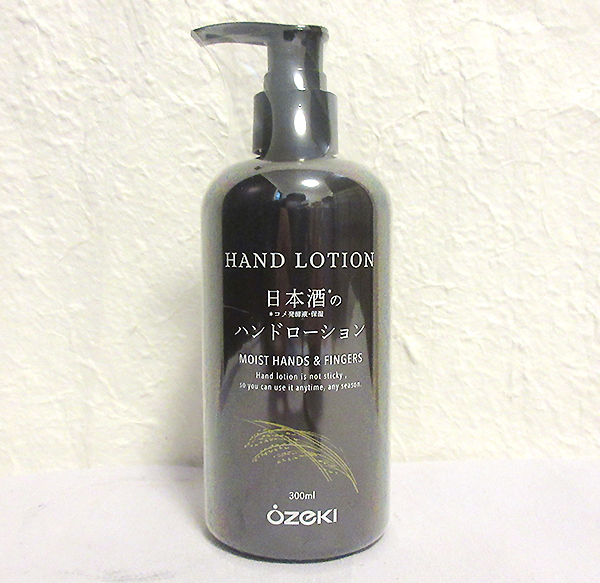 HAND LOTION
日本酒*の
*コメ発酵液・保湿
ハンドローション
MOIST HANDS & FINGERS
Hand lotion is not sticky ,
so you can use it anytime, any season.
300ml
ozeki